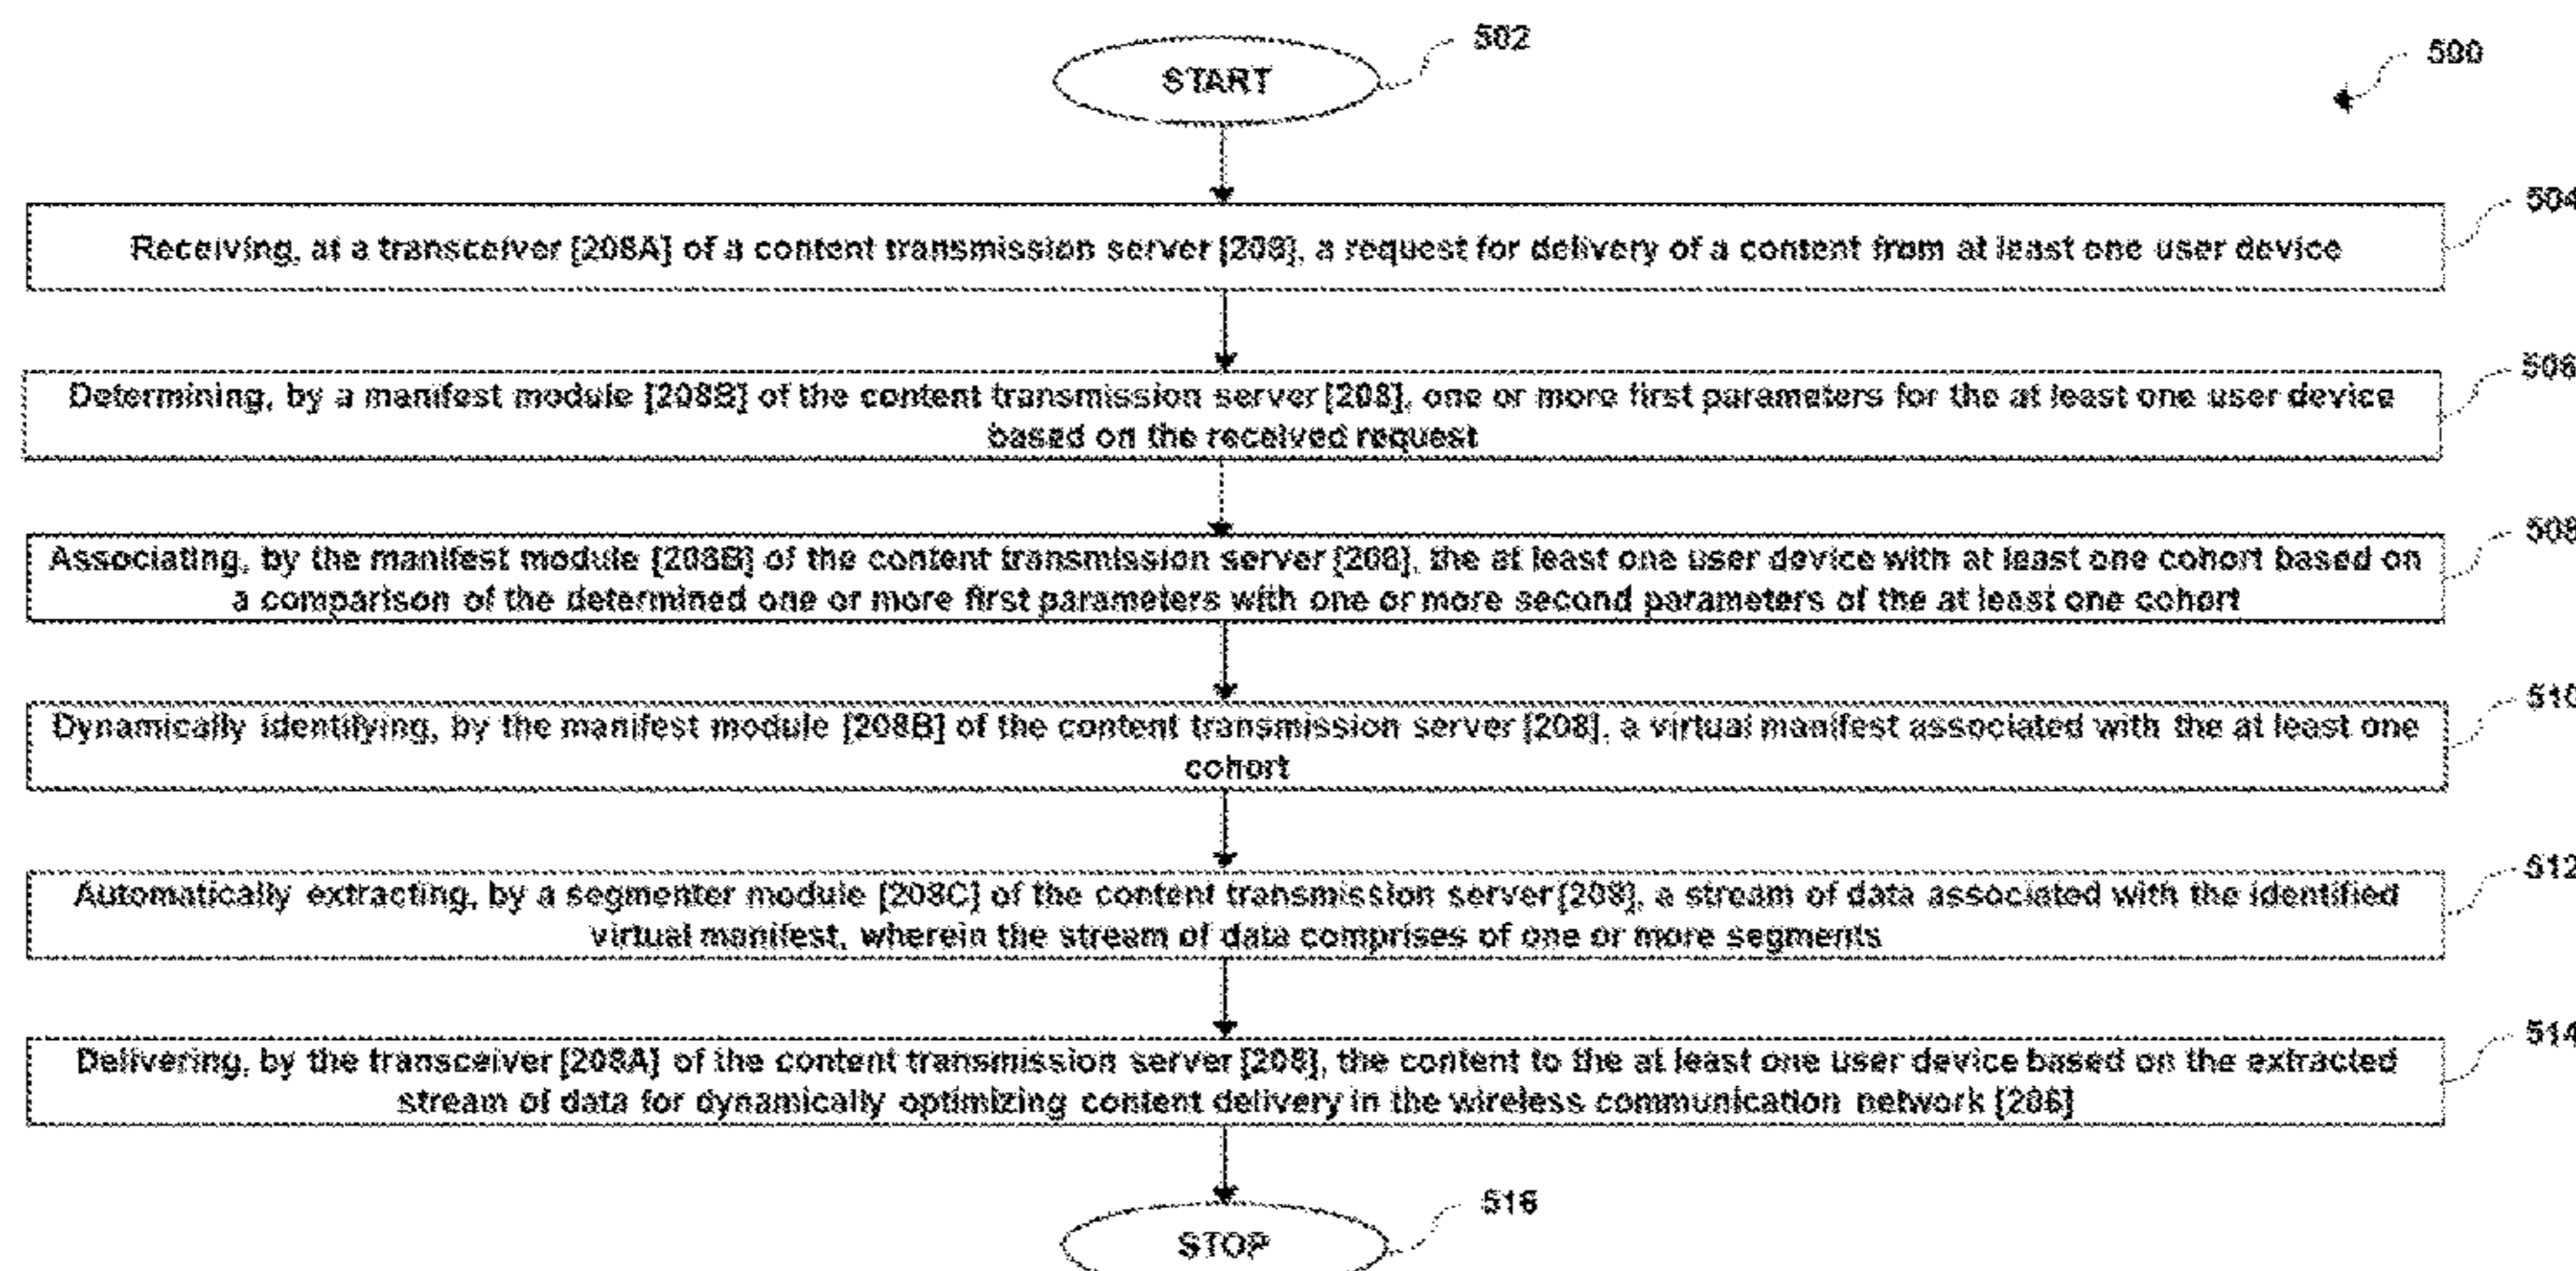 START
502
500
Receiving, at a transceiver [208A] of a content transmission server [208], a request for delivery of a content from at least one user device
504
Determining, by a manifest module [208B] of the content transmission server [208], one or more first parameters for the at least one user device
based on the received request
506
Associating, by the manifest module [208B] of the content transmission server [208], the at least one user device with at least one cohort based on
a comparison of the determined one or more first parameters with one or more second parameters of the at least one cohort
508
Dynamically identifying, by the manifest module [208B] of the content transmission server [208], a virtual manifest associated with the at least one
cohort
510
Automatically extracting, by a segmenter module [208C] of the content transmission server [208], a stream of data associated with the identified
virtual manifest, wherein the stream of data comprises of one or more segments
512
Delivering, by the transceiver [208A] of the content transmission server [208], the content to the at least one user device based on the extracted
stream of data for dynamically optimizing content delivery in the wireless communication network [206]
514
STOP
516